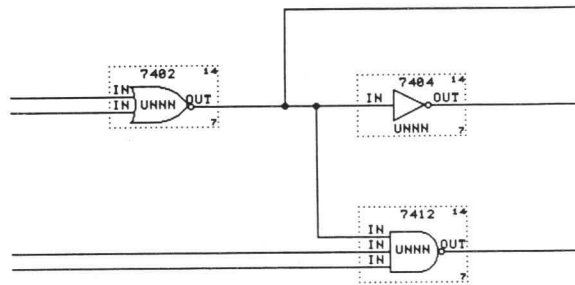 7402 14
IN
IN UNNN OUT
7
7404 14
IN OUT
UNNN
7
7412 14
IN
IN UNNN OUT
IN
7